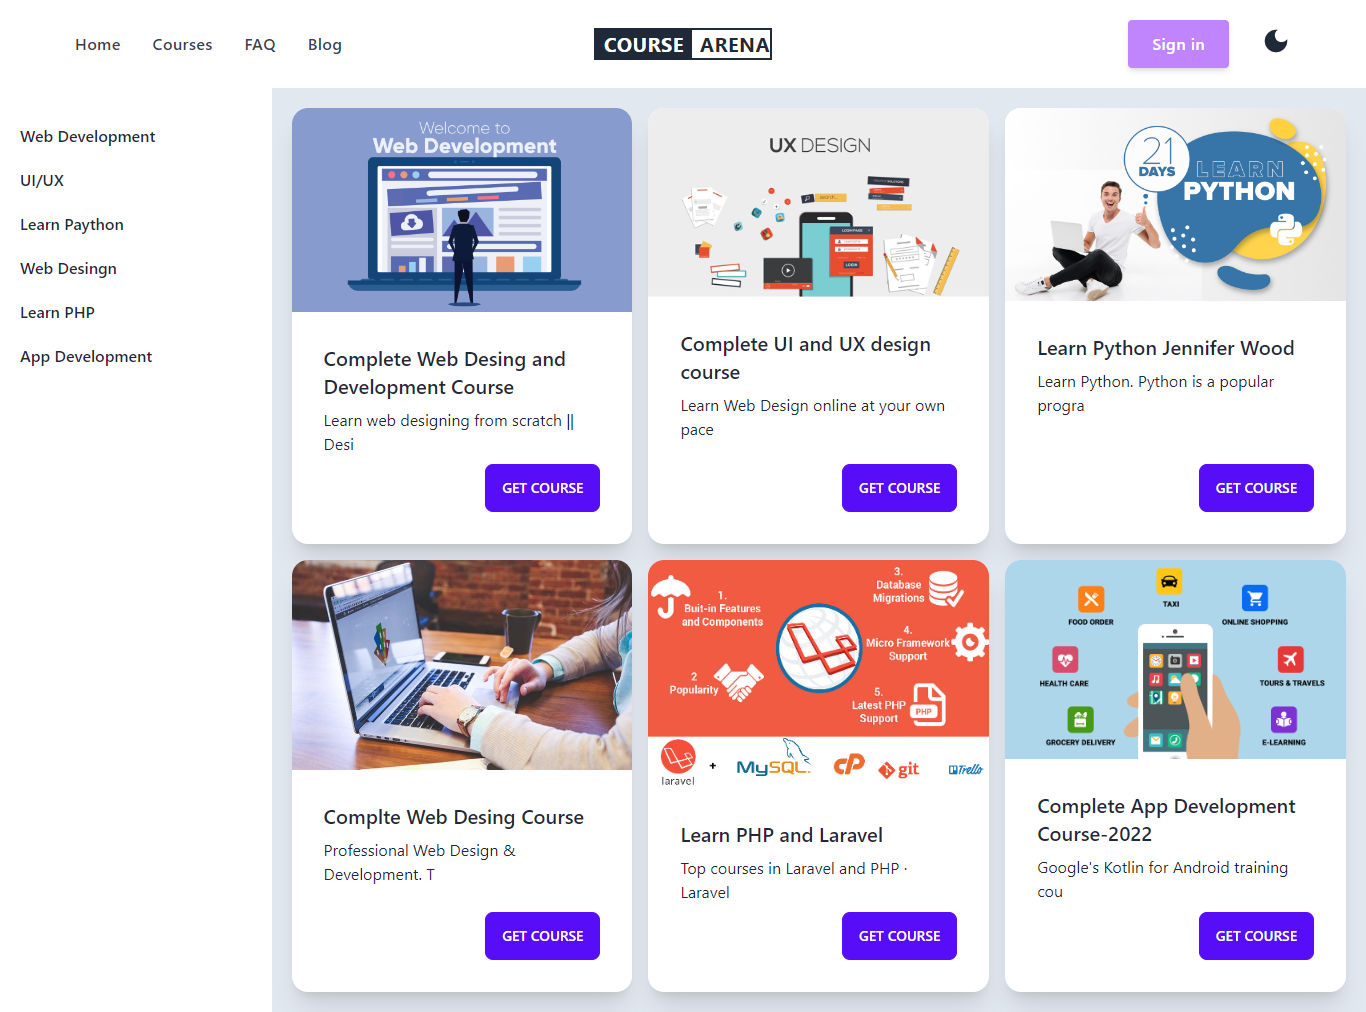 Home Courses FAQ Blog
COURSE ARENA
Sign in
Web Development
UI/UX
Learn Paython
Web Desingn
Learn PHP
App Development
Welcome to
Web Development
Complete Web Desing and
Development Course
Learn web designing from scratch ||
Desi
GET COURSE
UX DESIGN
search...
LOGIN PAGE
LOGIN
Complete UI and UX design
course
Learn Web Design online at your own
pace
GET COURSE
21
DAYS
LEARN
PYTHON
Learn Python Jennifer Wood
Learn Python. Python is a popular
progra
GET COURSE
Complte Web Desing Course
Professional Web Design &
Development. T
GET COURSE
1.
Buit-in Features
and Components
2
Popularity
3.
Database
Migrations
4.
Micro Framework
Support
5.
Latest PHP
Support
PHP
laravel
+
MySQL
cP
git
Trello
Learn PHP and Laravel
Top courses in Laravel and PHP ·
Laravel
GET COURSE
TAXI
FOOD ORDER
ONLINE SHOPPING
HEALTH CARE
TOURS & TRAVELS
GROCERY DELIVERY
E-LEARNING
Complete App Development
Course-2022
Google's Kotlin for Android training
cou
GET COURSE